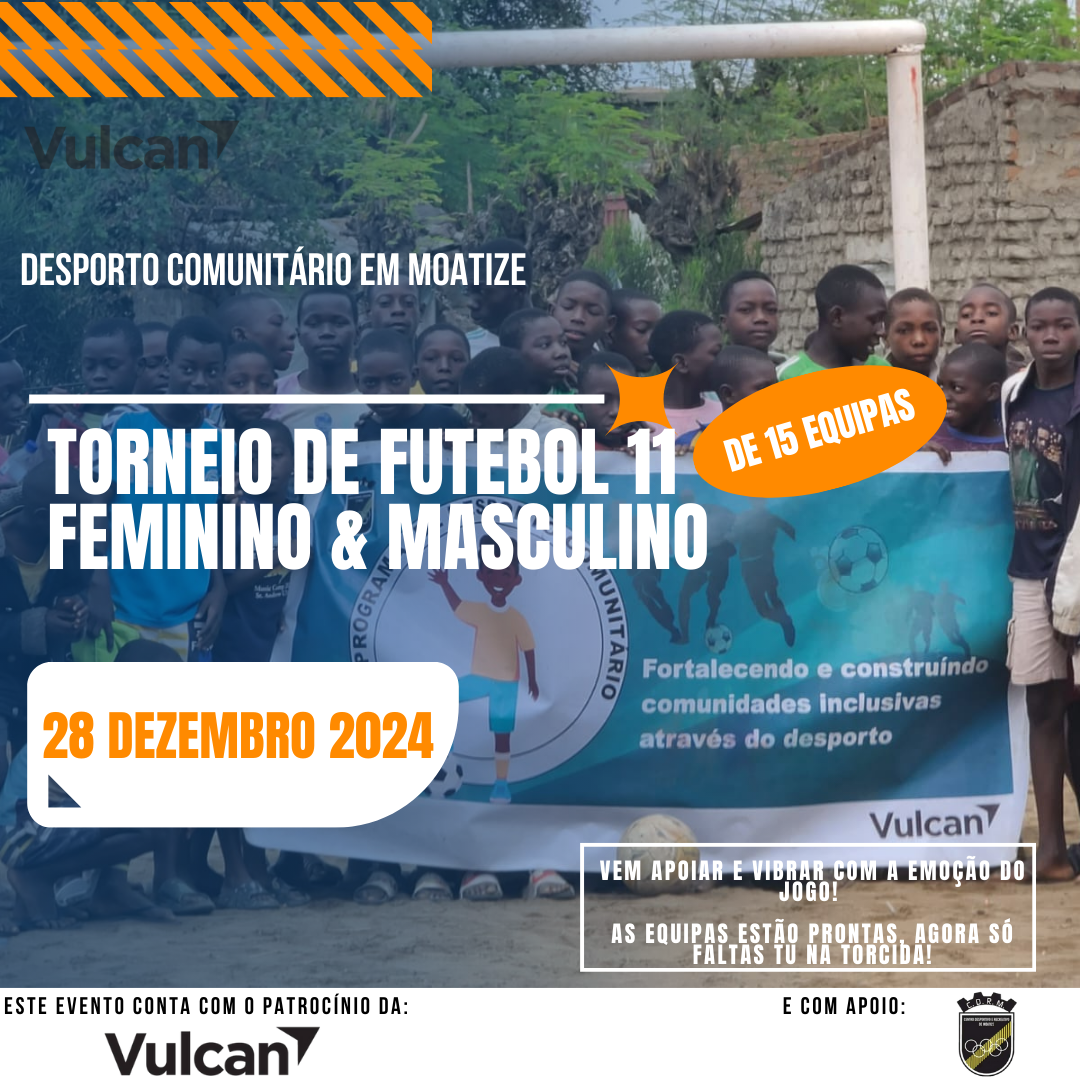 Vulcan
DESPORTO COMUNITÁRIO EM MOATIZE
DE 15 EQUIPAS
TORNEIO DE FUTEBOL 11
FEMININO & MASCULINO
COMUNITÁRIO
Fortalecendo e construíndo
comunidades inclusivas
através do desporto
Vulcan
28 DEZEMBRO 2024
VEM APOIAR E VIBRAR COM A EMOÇÃO DO
JOGO!
AS EQUIPAS ESTÃO PRONTAS, AGORA SÓ
FALTAS TU NA TORCIDA!
ESTE EVENTO CONTA COM O PATROCÍNIO DA:
Vulcan
E COM APOIO:
C.D.R.M.